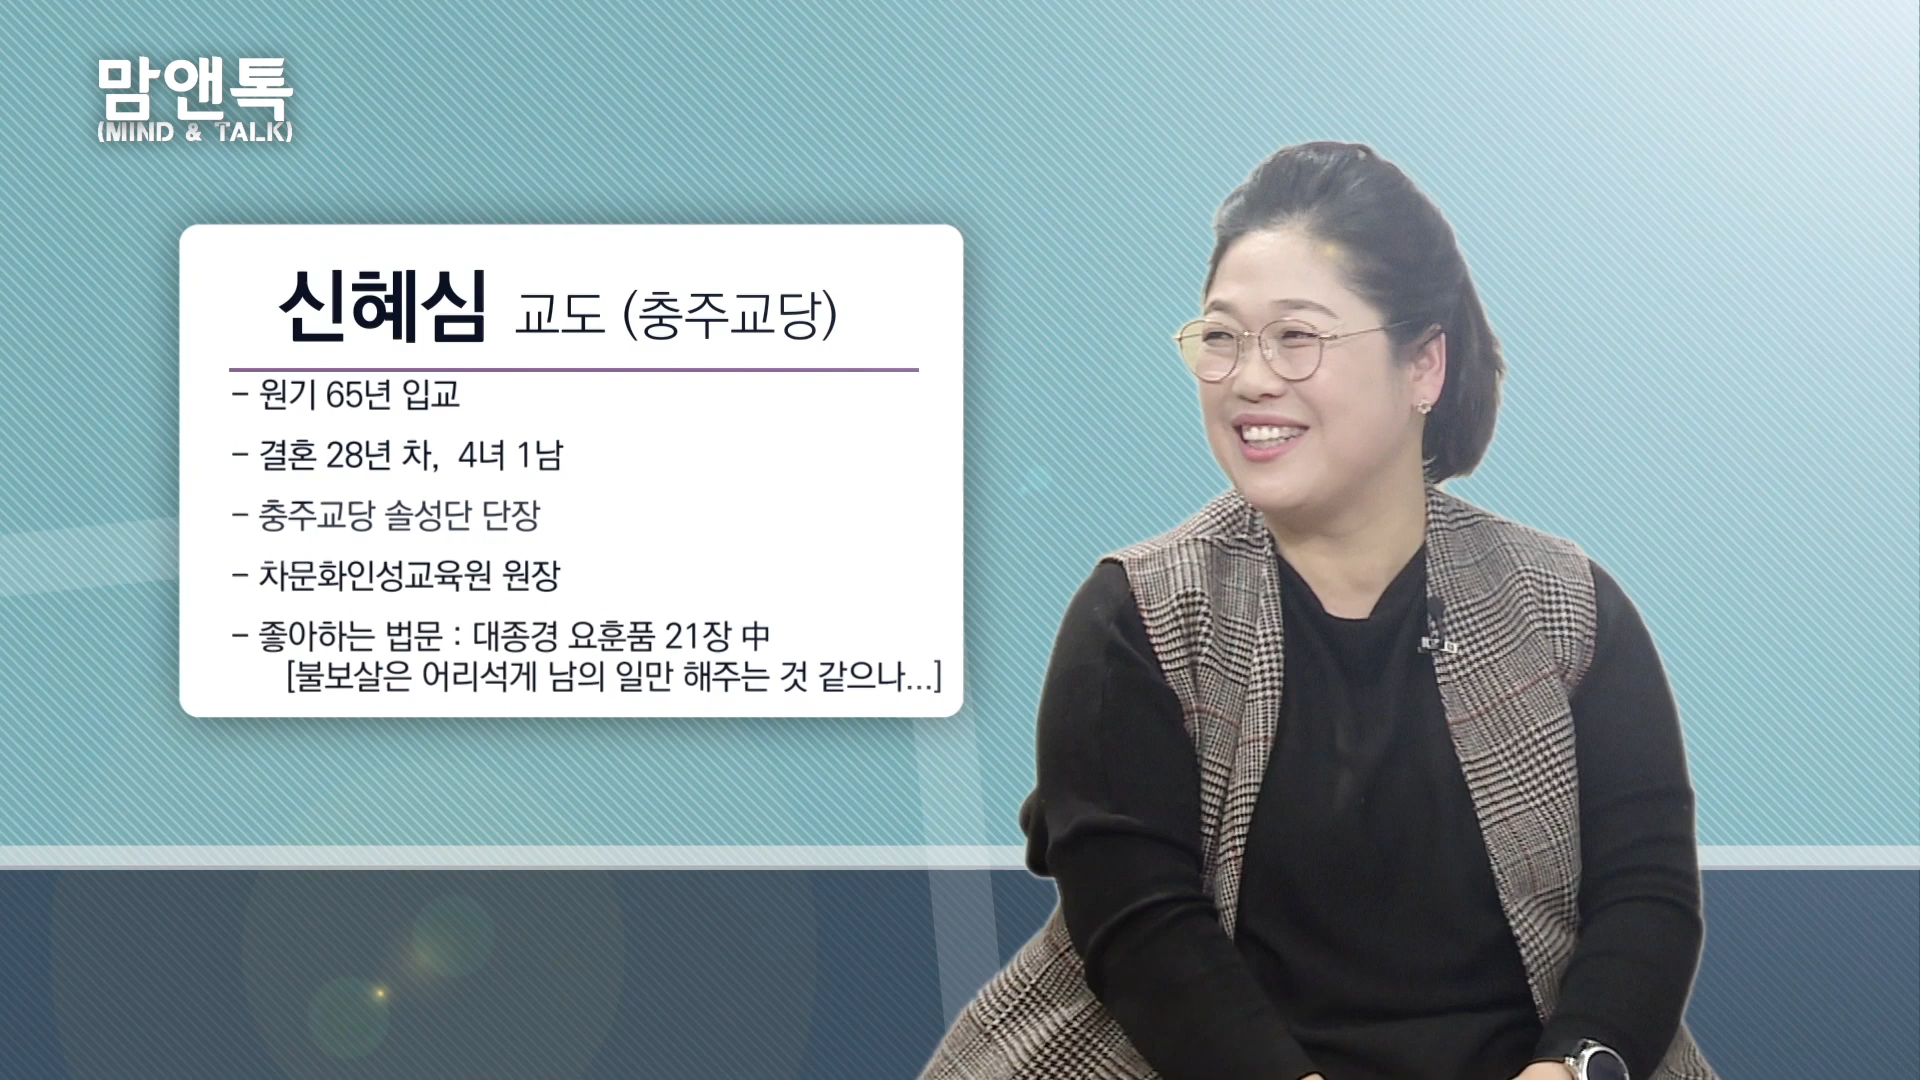 맘앤톡
(MIND & TALK)
신혜심 교도 (충주교당)
- 원기 65년 입교
- 결혼 28년 차, 4녀 1남
- 충주교당 솔성단 단장
- 차문화인성교육원 원장
- 좋아하는 법문 : 대종경 요훈품 21장 中
[불보살은 어리석게 남의 일만 해주는 것 같으나...]